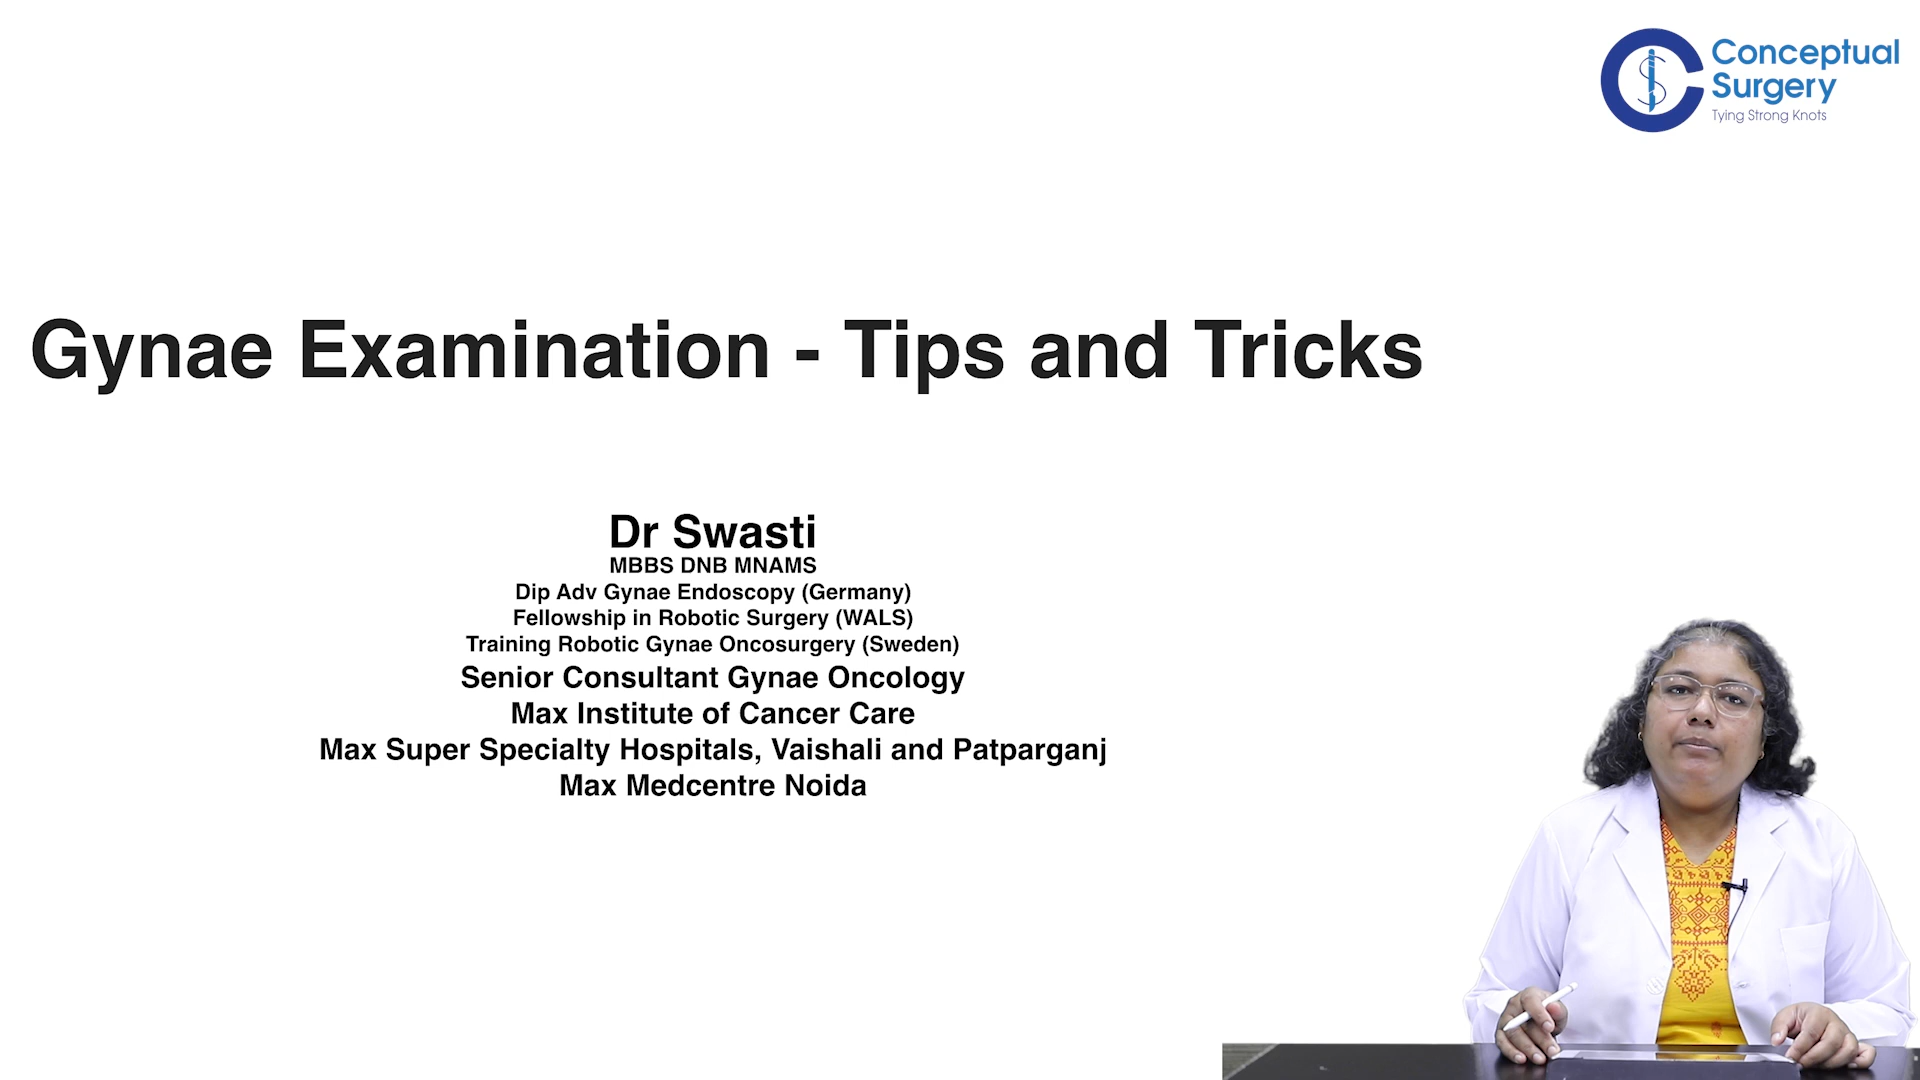 Conceptual
Surgery
Tying Strong Knots
Gynae Examination - Tips and Tricks
Dr Swasti
MBBS DNB MNAMS
Dip Adv Gynae Endoscopy (Germany)
Fellowship in Robotic Surgery (WALS)
Training Robotic Gynae Oncosurgery (Sweden)
Senior Consultant Gynae Oncology
Max Institute of Cancer Care
Max Super Specialty Hospitals, Vaishali and Patparganj
Max Medcentre Noida